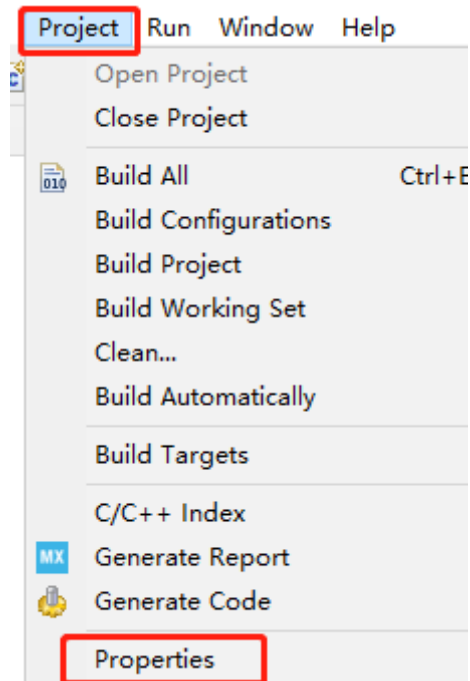 Project Run Window Help
Open Project
Close Project
010 Build All Ctrl+B
Build Configurations
Build Project
Build Working Set
Clean...
Build Automatically
Build Targets
C/C++ Index
MX Generate Report
Generate Code
Properties